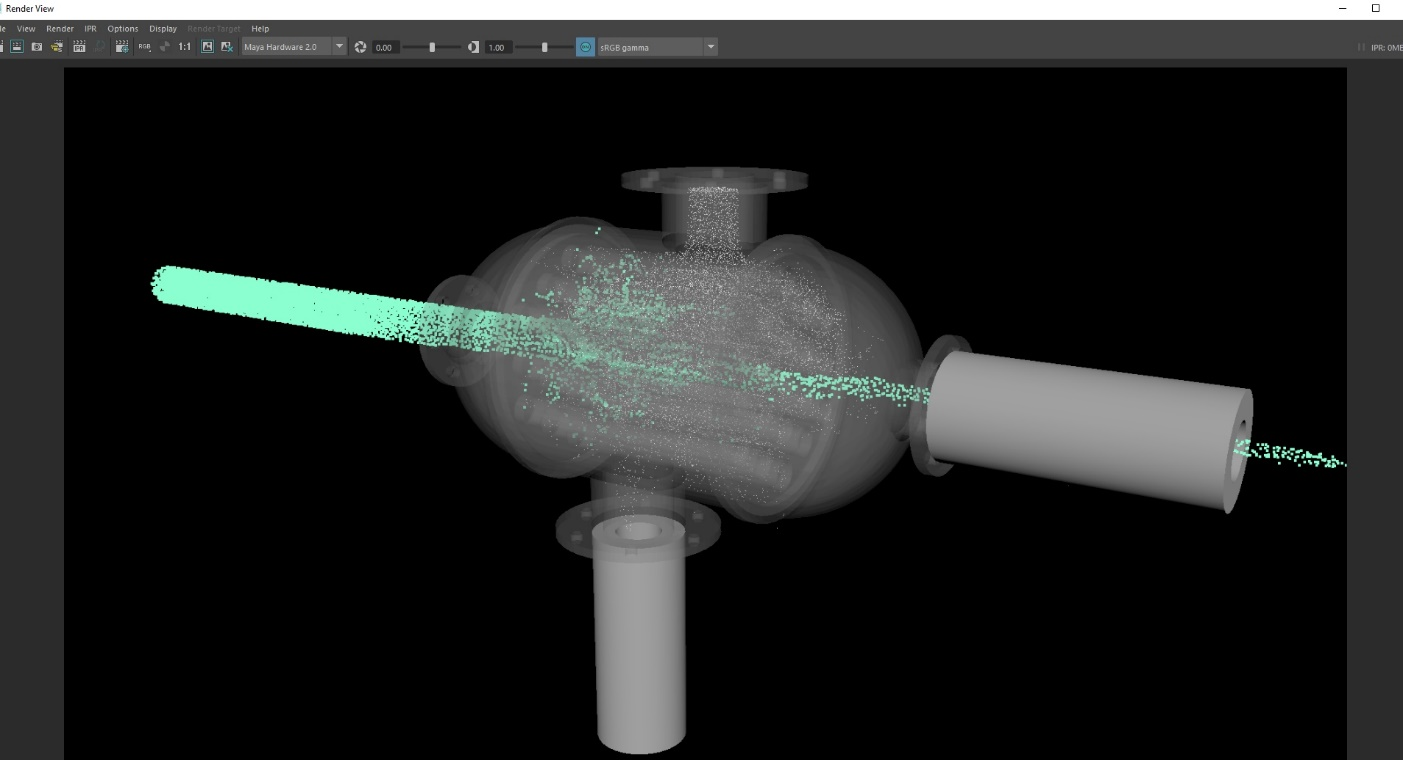 Render View
View Render IPR Options Display Render Target Help
RGB 1:1 Maya Hardware 2.0 0.00 1.00 sRGB gamma IPR: 0MB